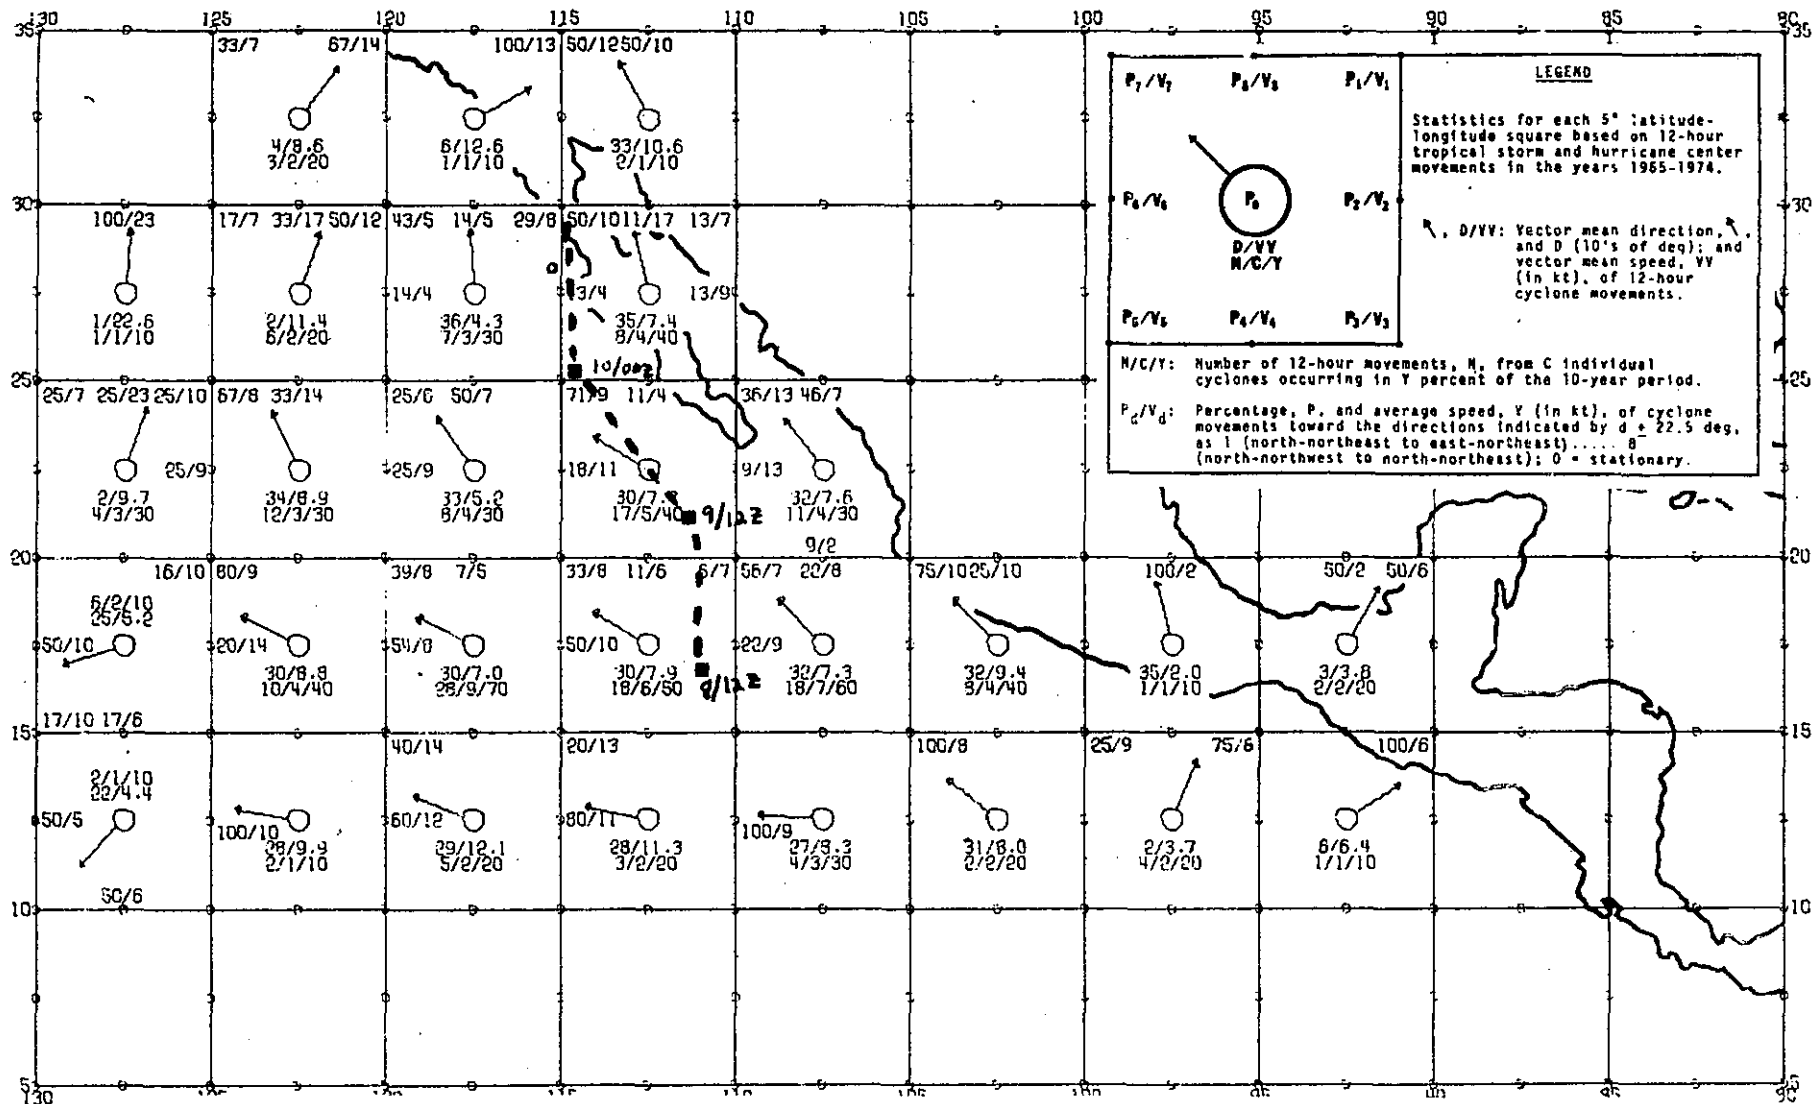 130 125 120 115 110 105 100 95 90 85 80
35 35
33/7 67/14 100/13 50/12 50/10
4/8.6 6/12.6 33/10.6
3/2/20 1/1/10 2/1/10
30 30
100/23 17/7 33/17 50/12 43/5 14/5 29/6 50/10 11/17 13/7
14/4 13/4 13/9
1/22.6 2/11.4 36/4.3 35/7.4
1/1/10 6/2/20 7/3/30 8/4/40
10/00Z
25 25
25/7 25/23 25/10 67/8 33/14 25/6 50/7 71/9 11/4 36/13 46/7
25/9 25/9 18/11 9/13
2/9.7 34/8.9 33/5.2 32/7.6
4/3/30 12/3/30 8/4/30 17/5/40 11/4/30
9/12Z
9/2
20 20
16/10 80/9 39/8 7/5 33/8 11/6 6/7 56/7 22/8 75/10 25/10 100/2 50/2 50/6
6/2/10
25/5.2
50/10 20/14 54/8 50/10 22/9
30/8.8 30/7.0 30/7.9 32/7.3 32/9.4 35/2.0 3/3.8
10/4/40 28/9/70 18/6/50 18/7/60 8/4/40 1/1/10 2/2/20
8/12Z
17/10 17/6
15 15
40/14 20/13 100/8 25/9 75/6 100/6
2/1/10
22/4.4
50/5 100/10 60/12 80/11 100/9
28/9.9 29/12.1 28/11.3 27/8.3 31/8.0 2/3.7 6/6.4
2/1/10 5/2/20 3/2/20 4/3/30 2/2/20 4/2/20 1/1/10
50/6
10 10
5 5
130 125 120 115 110 105 100 95 90 85 80
LEGEND
P7/V7 P8/V8 P1/V1
P6/V6 P0 P2/V2
D/VV
N/C/Y
P5/V5 P4/V4 P3/V3
Statistics for each 5° latitude-
longitude square based on 12-hour
tropical storm and hurricane center
movements in the years 1965-1974.
, D/VV: Vector mean direction, ,
and D (10's of deg); and
vector mean speed, VV
(in kt), of 12-hour
cyclone movements.
N/C/Y: Number of 12-hour movements, N, from C individual
cyclones occurring in Y percent of the 10-year period.
Pd/Vd: Percentage, P, and average speed, V (in kt), of cyclone
movements toward the directions indicated by d ± 22.5 deg,
as 1 (north-northeast to east-northeast)..... 8
(north-northwest to north-northeast); 0 = stationary.